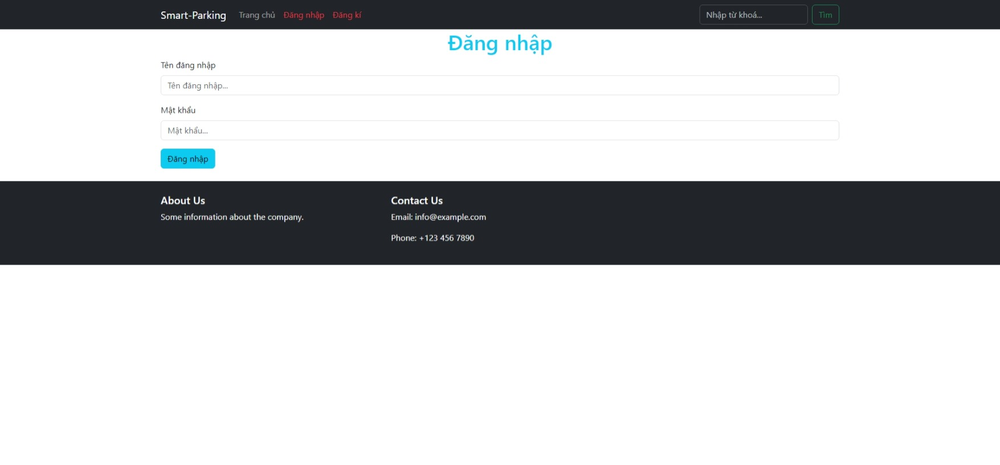 Smart-Parking Trang chủ Đăng nhập Đăng kí Nhập từ khoá... Tìm
Đăng nhập
Tên đăng nhập
Tên đăng nhập...
Mật khẩu
Mật khẩu...
Đăng nhập
About Us
Some information about the company.
Contact Us
Email: info@example.com
Phone: +123 456 7890